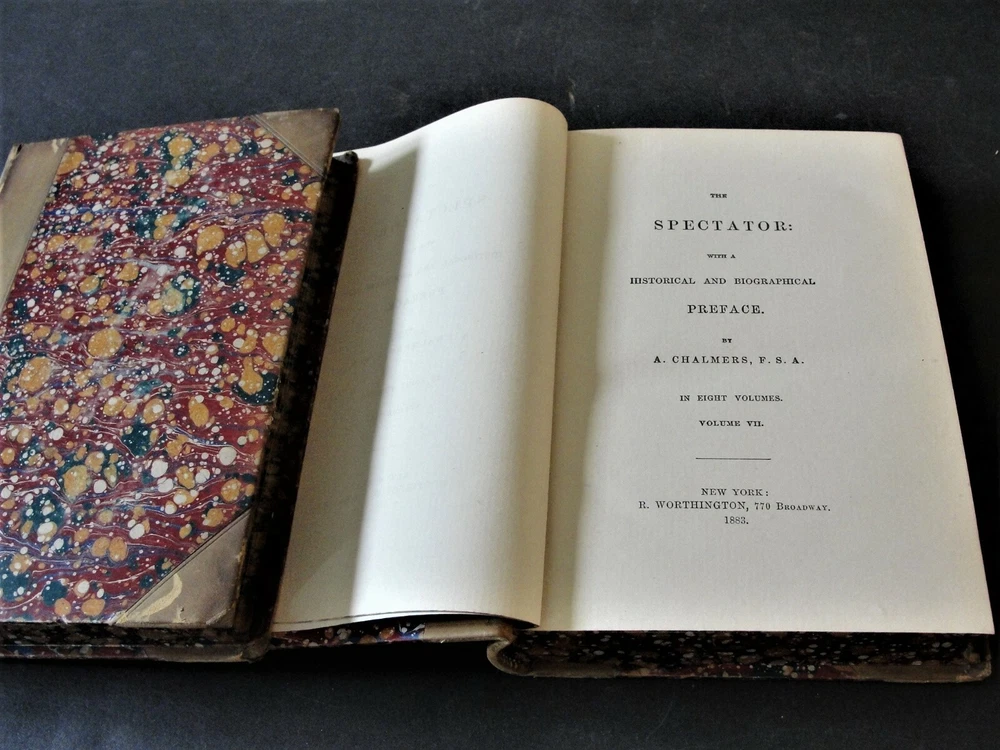 THE
SPECTATOR:
WITH A
HISTORICAL AND BIOGRAPHICAL
PREFACE.
BY
A. CHALMERS, F. S. A.
IN EIGHT VOLUMES.
VOLUME VII.
NEW YORK:
R. WORTHINGTON, 770 BROADWAY.
1883.